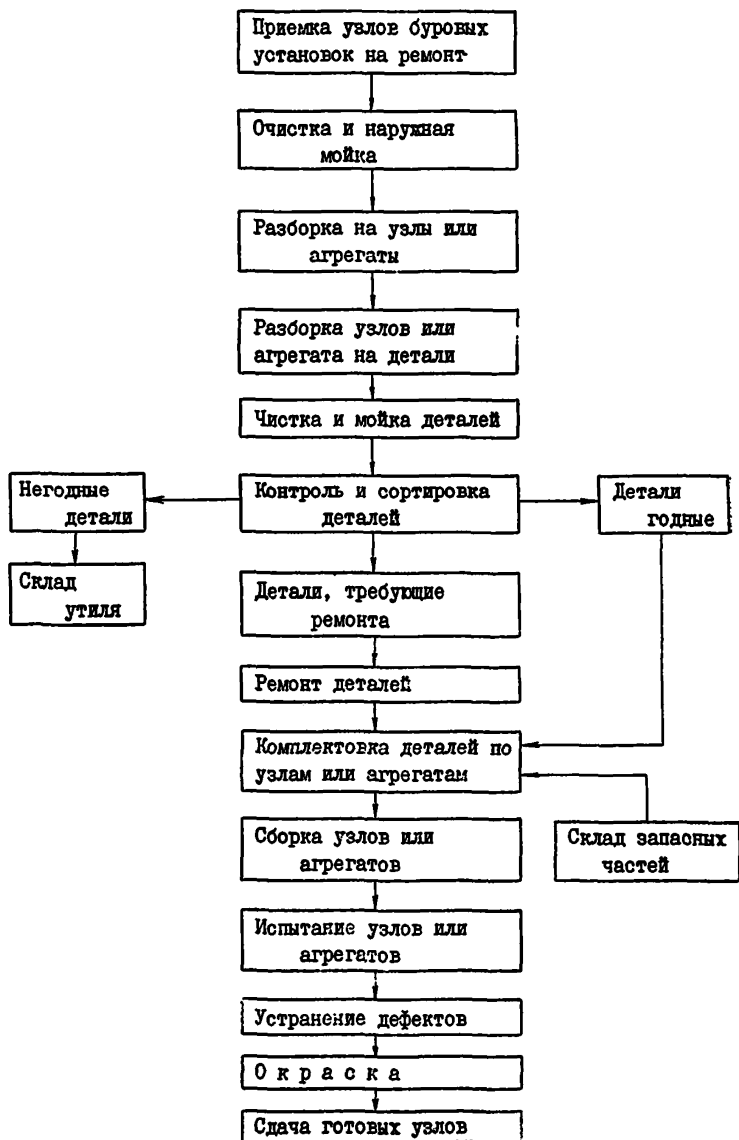 Приемка узлов буровых
установок на ремонт
Очистка и наружная
мойка
Разборка на узлы или
агрегаты
Разборка узлов или
агрегата на детали
Чистка и мойка деталей
Негодные
детали
Контроль и сортировка
деталей
Детали
годные
Склад
утиля
Детали, требующие
ремонта
Ремонт деталей
Комплектовка деталей по
узлам или агрегатам
Сборка узлов или
агрегатов
Склад запасных
частей
Испытание узлов или
агрегатов
Устранение дефектов
О к р а с к а
Сдача готовых узлов